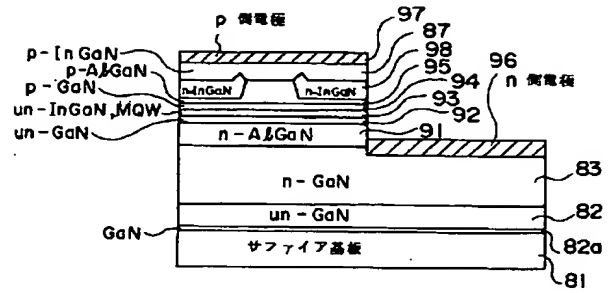 p 側電極
97
p-InGaN
87
p-AlGaN
98
n-InGaN
n-InGaN
95
96
p-GaN
94
n 側電極
un-InGaN, MQW
93
un-GaN
92
n-AlGaN
91
n-GaN
83
un-GaN
82
GaN
82a
サファイア基板
81